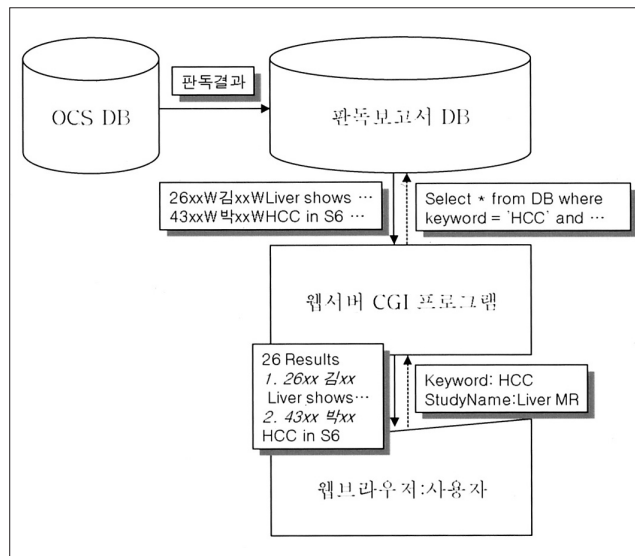 판독결과
OCS DB
판독보고서 DB
26xx₩김xx₩Liver shows …
43xx₩박xx₩HCC in S6 …
Select * from DB where
keyword = 'HCC' and …
웹서버 CGI 프로그램
26 Results
1. 26xx 김xx
Liver shows…
2. 43xx 박xx
HCC in S6
Keyword: HCC
StudyName:Liver MR
웹브라우저:사용자